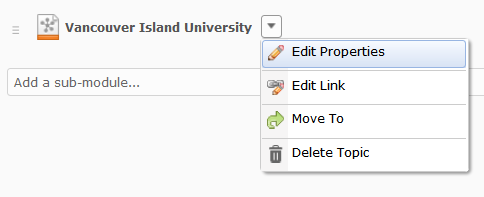 Vancouver Island University
Edit Properties
Add a sub-module...
Edit Link
Move To
Delete Topic